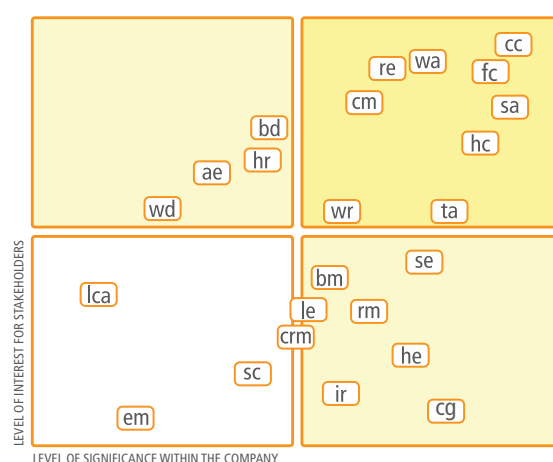 cc
wa
re
fc
cm
sa
bd
hc
hr
ae
wd
wr
ta
se
bm
lca
le
rm
crm
he
sc
ir
cg
em
LEVEL OF INTEREST FOR STAKEHOLDERS
LEVEL OF SIGNIFICANCE WITHIN THE COMPANY